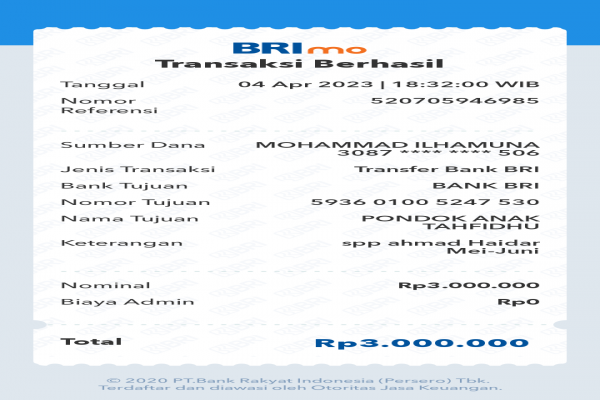 BRImo
Transaksi Berhasil
Tanggal 04 Apr 2023 | 18:32:00 WIB
Nomor Referensi 520705946985
Sumber Dana MOHAMMAD ILHAMUNA
3087 **** **** 506
Jenis Transaksi Transfer Bank BRI
Bank Tujuan BANK BRI
Nomor Tujuan 5936 0100 5247 530
Nama Tujuan PONDOK ANAK
TAHFIDHU
Keterangan spp ahmad Haidar
Mei-Juni
Nominal Rp3.000.000
Biaya Admin Rp0
Total Rp3.000.000
© 2020 PT.Bank Rakyat Indonesia (Persero) Tbk.
Terdaftar dan diawasi oleh Otoritas Jasa Keuangan.